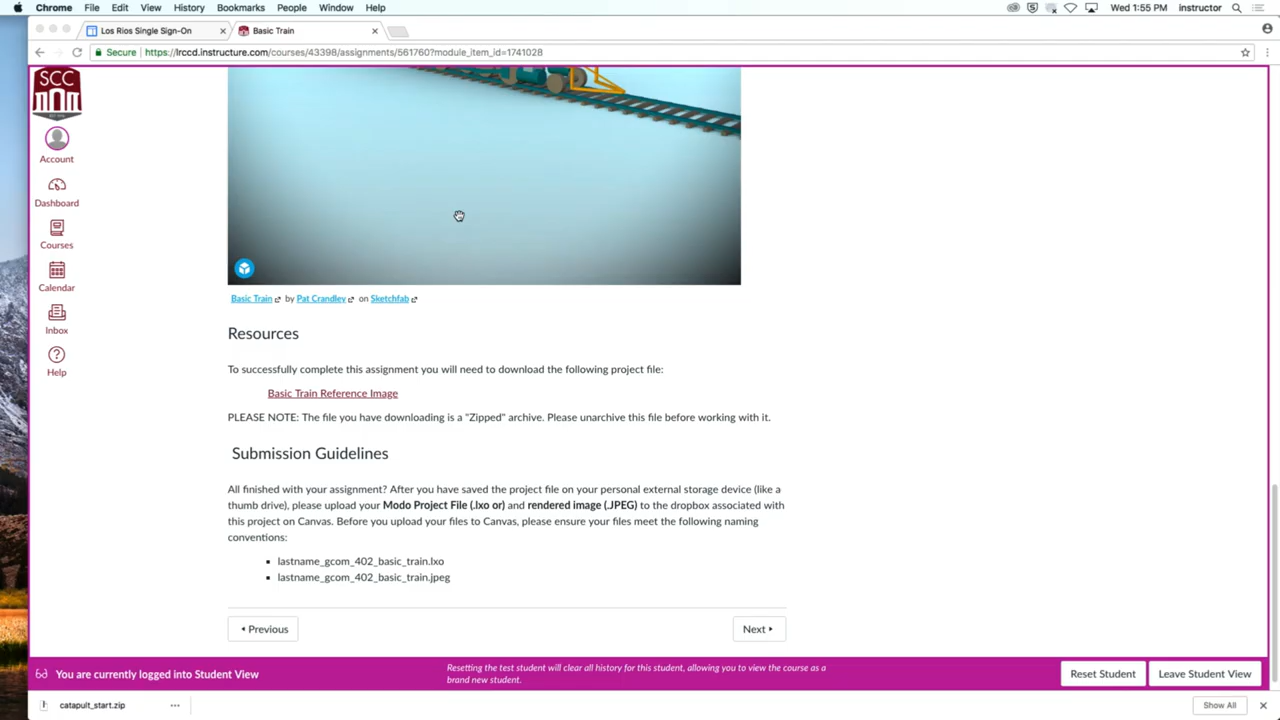 Chrome File Edit View History Bookmarks People Window Help Wed 1:55 PM instructor
Los Rios Single Sign-On Basic Train
Secure https://lrccd.instructure.com/courses/43398/assignments/561760?module_item_id=1741028
SCC
Account
Dashboard
Courses
Calendar
Inbox
Help
Basic Train by Pat Crandley on Sketchfab
Resources
To successfully complete this assignment you will need to download the following project file:
Basic Train Reference Image
PLEASE NOTE: The file you have downloading is a "Zipped" archive. Please unarchive this file before working with it.
Submission Guidelines
All finished with your assignment? After you have saved the project file on your personal external storage device (like a
thumb drive), please upload your Modo Project File (.lxo or) and rendered image (.JPEG) to the dropbox associated with
this project on Canvas. Before you upload your files to Canvas, please ensure your files meet the following naming
conventions:
lastname_gcom_402_basic_train.lxo
lastname_gcom_402_basic_train.jpeg
Previous Next
You are currently logged into Student View
Resetting the test student will clear all history for this student, allowing you to view the course as a
brand new student.
Reset Student Leave Student View
catapult_start.zip Show All